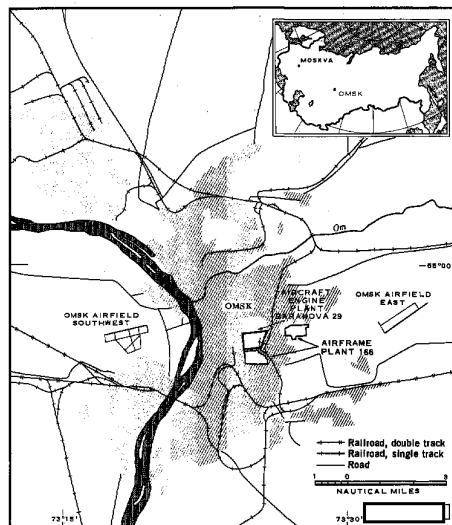 MOSKVA
OMSK
Om
55°00'
OMSK
AIRCRAFT
ENGINE
PLANT
BARANOVA 29
OMSK AIRFIELD
EAST
OMSK AIRFIELD
SOUTHWEST
AIRFRAME
PLANT 166
Railroad, double track
Railroad, single track
Road
1 0 3
NAUTICAL MILES
73°15'
73°30'